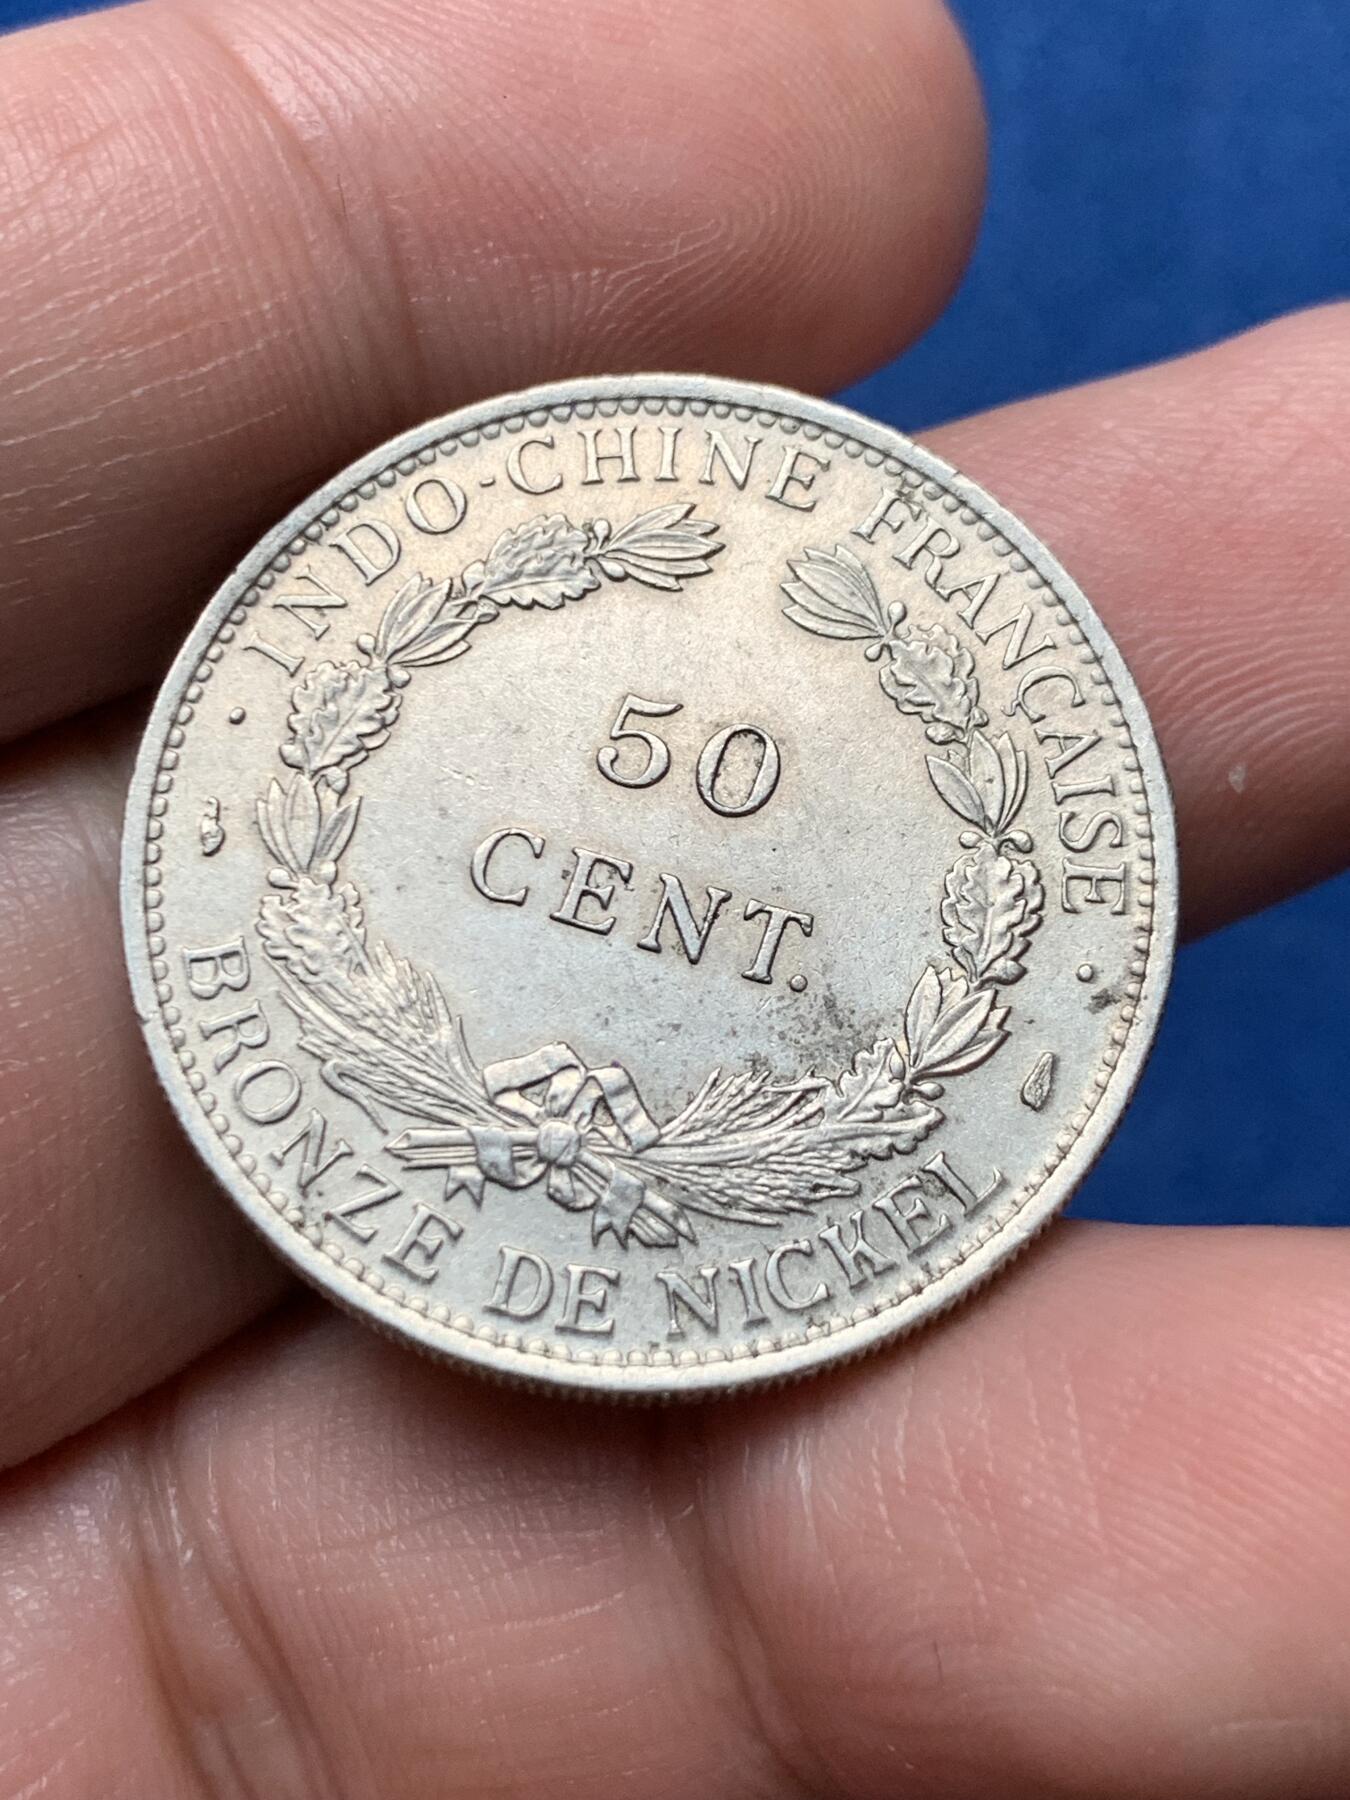 INDO-CHINE FRANÇAISE
50
CENT.
BRONZE DE NICKEL